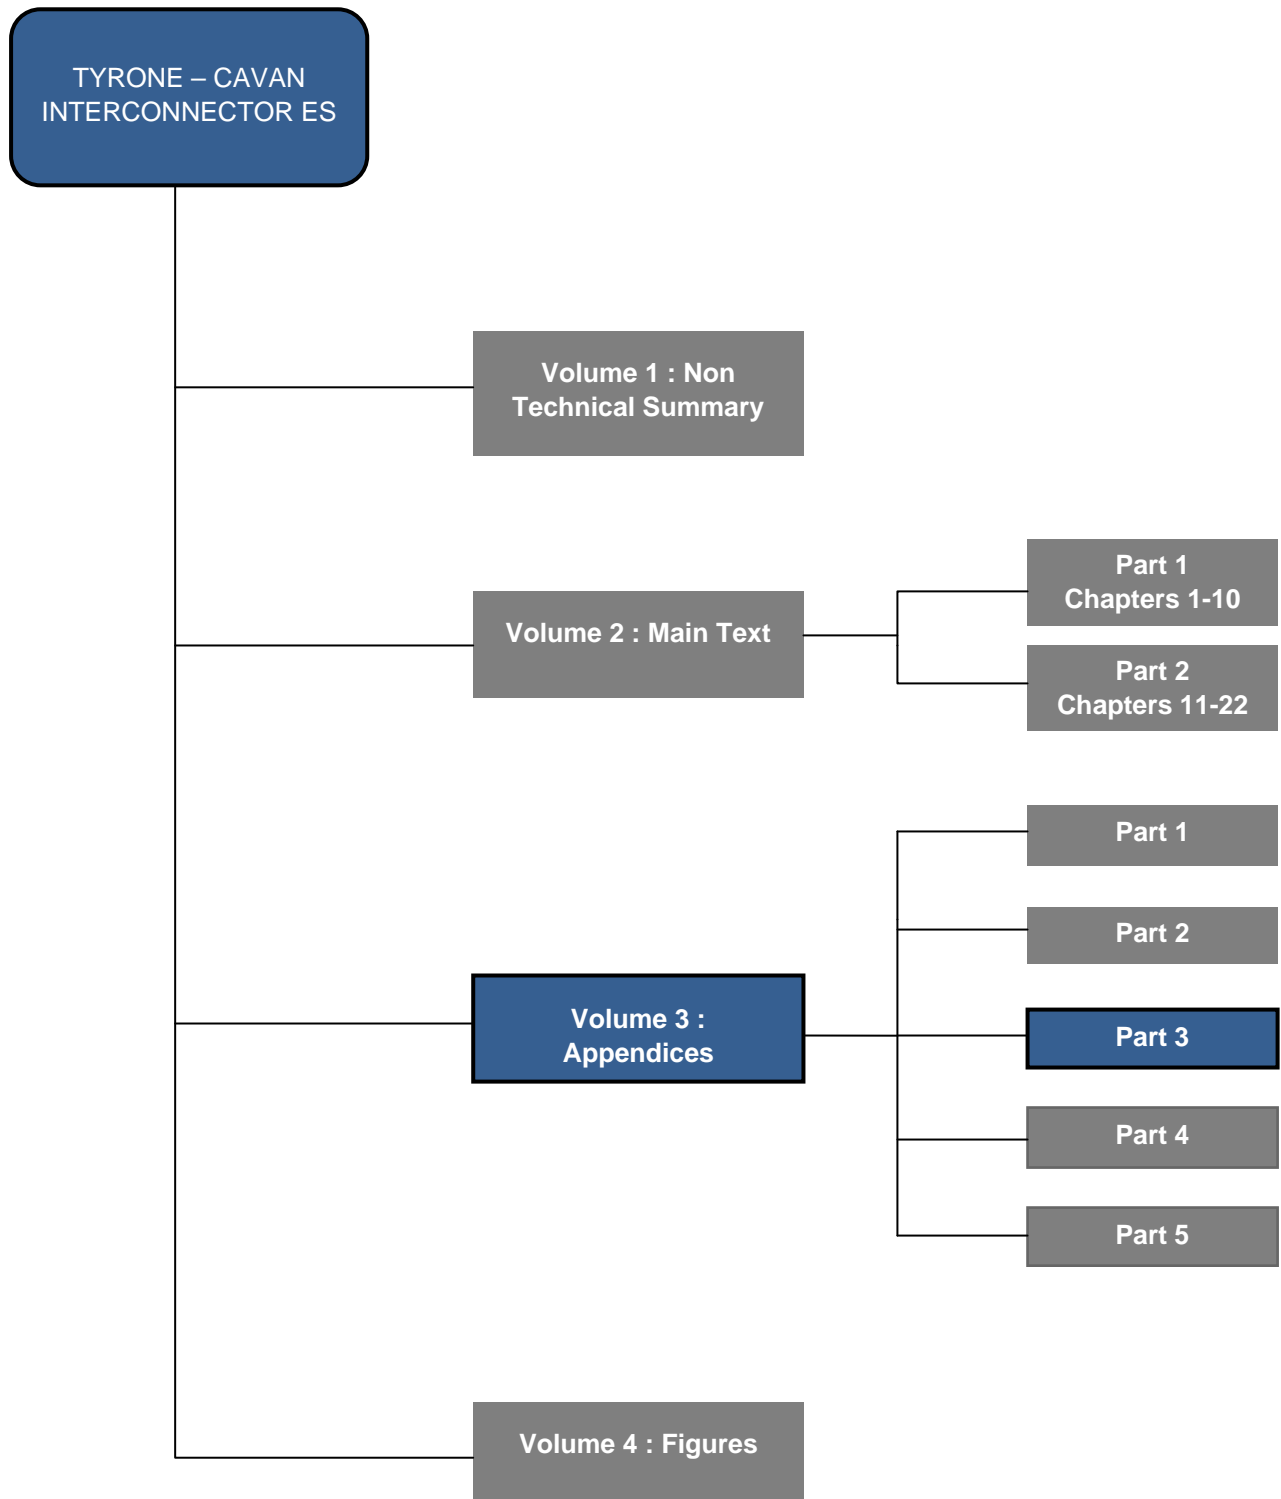 TYRONE – CAVAN
INTERCONNECTOR ES
Volume 1 : Non
Technical Summary
Volume 2 : Main Text
Part 1
Chapters 1-10
Part 2
Chapters 11-22
Volume 3 :
Appendices
Part 1
Part 2
Part 3
Part 4
Part 5
Volume 4 : Figures